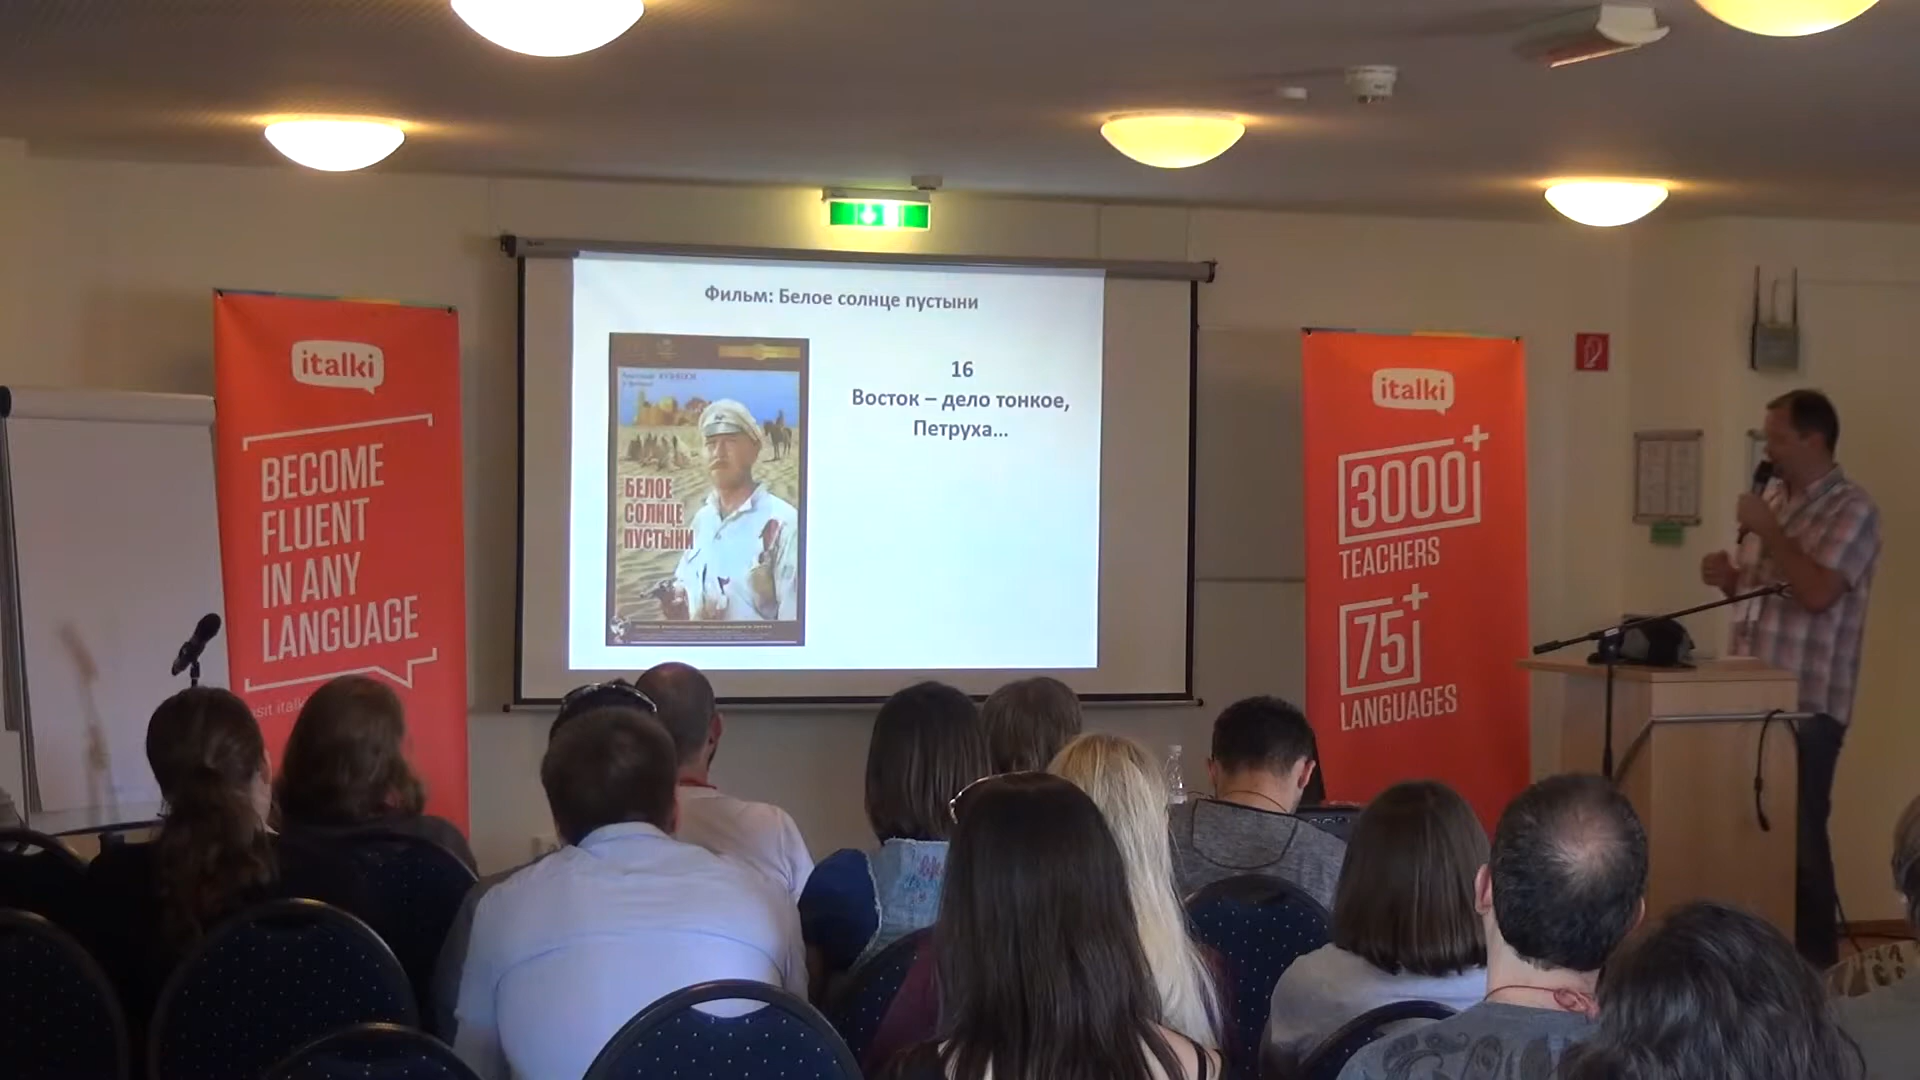 italki
BECOME
FLUENT
IN ANY
LANGUAGE
Фильм: Белое солнце пустыни
БЕЛОЕ
СОЛНЦЕ
ПУСТЫНИ
16
Восток – дело тонкое,
Петруха...
italki
3000+
TEACHERS
75+
LANGUAGES